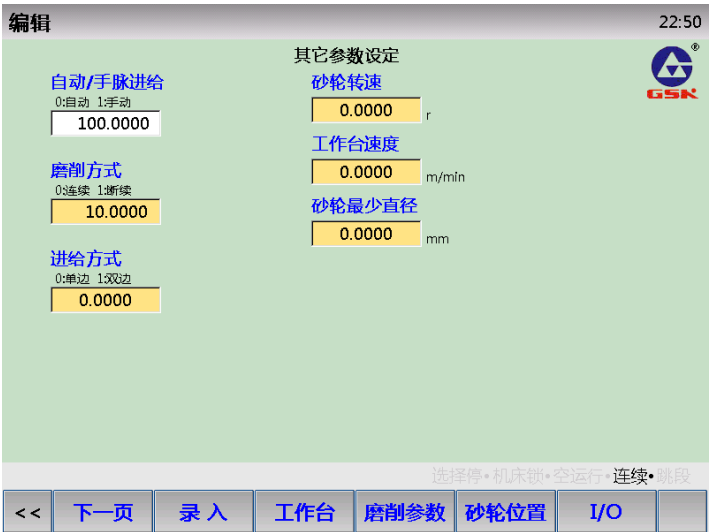 编辑 22:50
其它参数设定
GSK ®
自动/手脉进给
0:自动 1:手动
100.0000
磨削方式
0:连续 1:断续
10.0000
进给方式
0:单边 1:双边
0.0000
砂轮转速
0.0000 r
工作台速度
0.0000 m/min
砂轮最少直径
0.0000 mm
选择停•机床锁•空运行•连续•跳段
<< 下一页 录入 工作台 磨削参数 砂轮位置 I/O